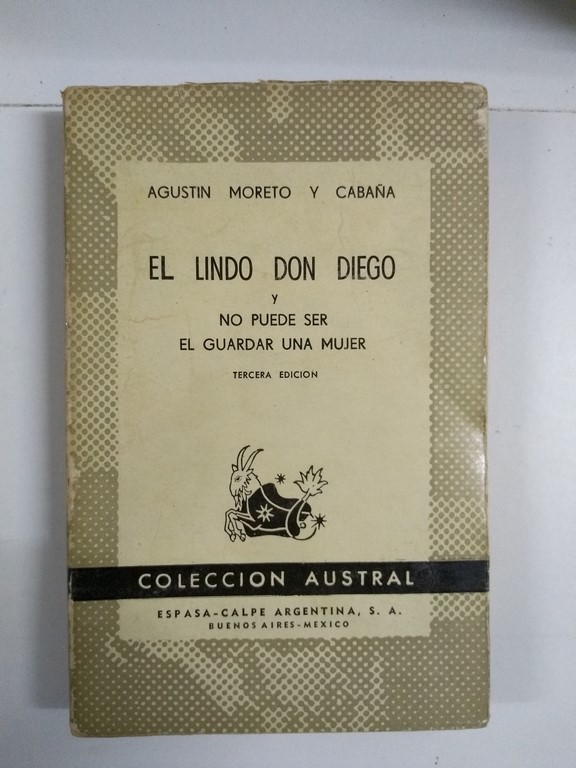 AGUSTIN MORETO Y CABAÑA
EL LINDO DON DIEGO
Y
NO PUEDE SER
EL GUARDAR UNA MUJER
TERCERA EDICION
COLECCION AUSTRAL
ESPASA-CALPE ARGENTINA, S. A.
BUENOS AIRES-MEXICO